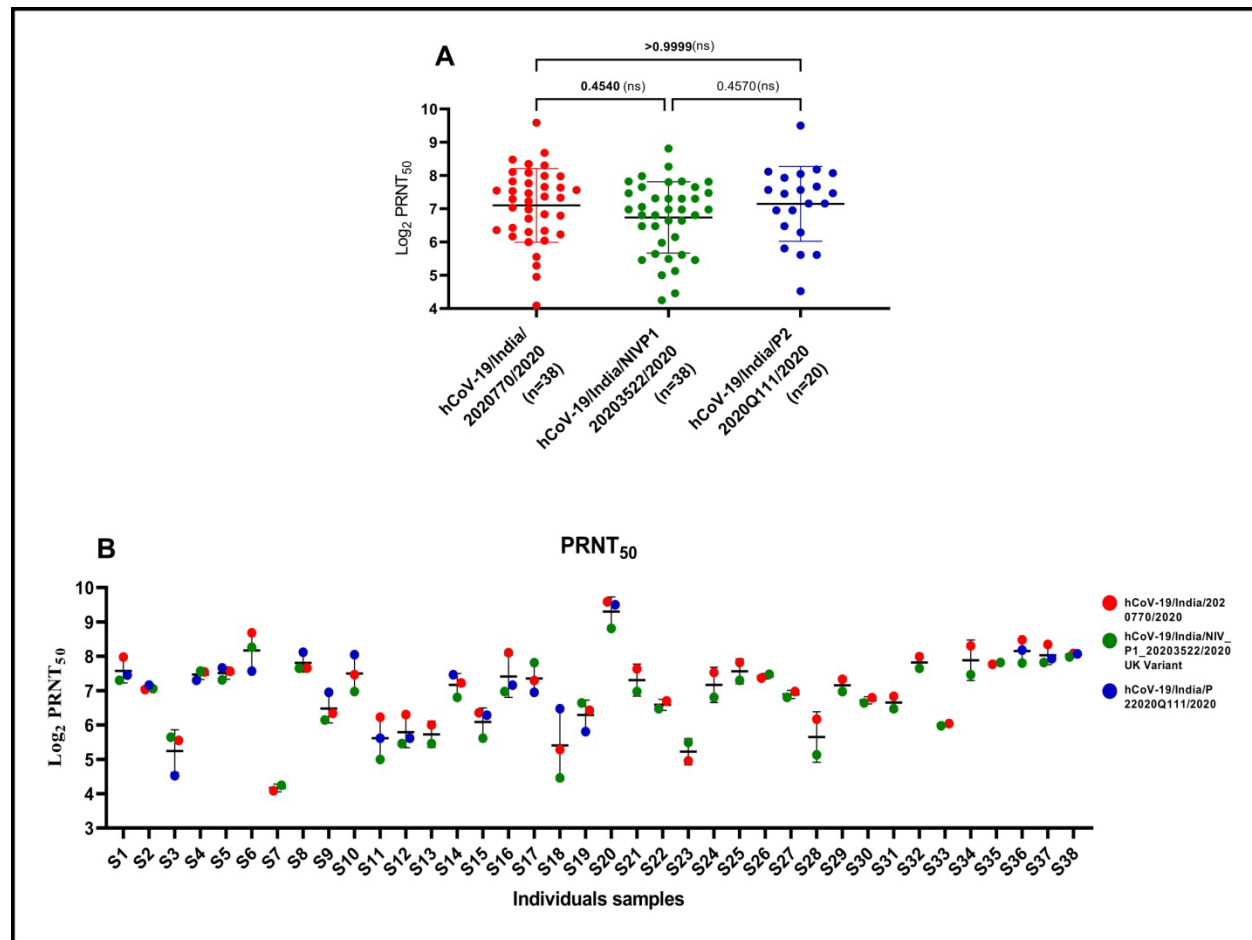 A
>0.9999(ns)
0.4540 (ns)
0.4570(ns)
Log2 PRNT50
10
9
8
7
6
5
4
hCoV-19/India/
2020770/2020
(n=38)
hCoV-19/India/NIVP1
20203522/2020
(n=38)
hCoV-19/India/P2
2020Q111/2020
(n=20)
B
PRNT50
Log2 PRNT50
10
9
8
7
6
5
4
3
S1 S2 S3 S4 S5 S6 S7 S8 S9 S10 S11 S12 S13 S14 S15 S16 S17 S18 S19 S20 S21 S22 S23 S24 S25 S26 S27 S28 S29 S30 S31 S32 S33 S34 S35 S36 S37 S38
Individuals samples
hCoV-19/India/202
0770/2020
hCoV-19/India/NIV_
P1_20203522/2020
UK Variant
hCoV-19/India/P
22020Q111/2020